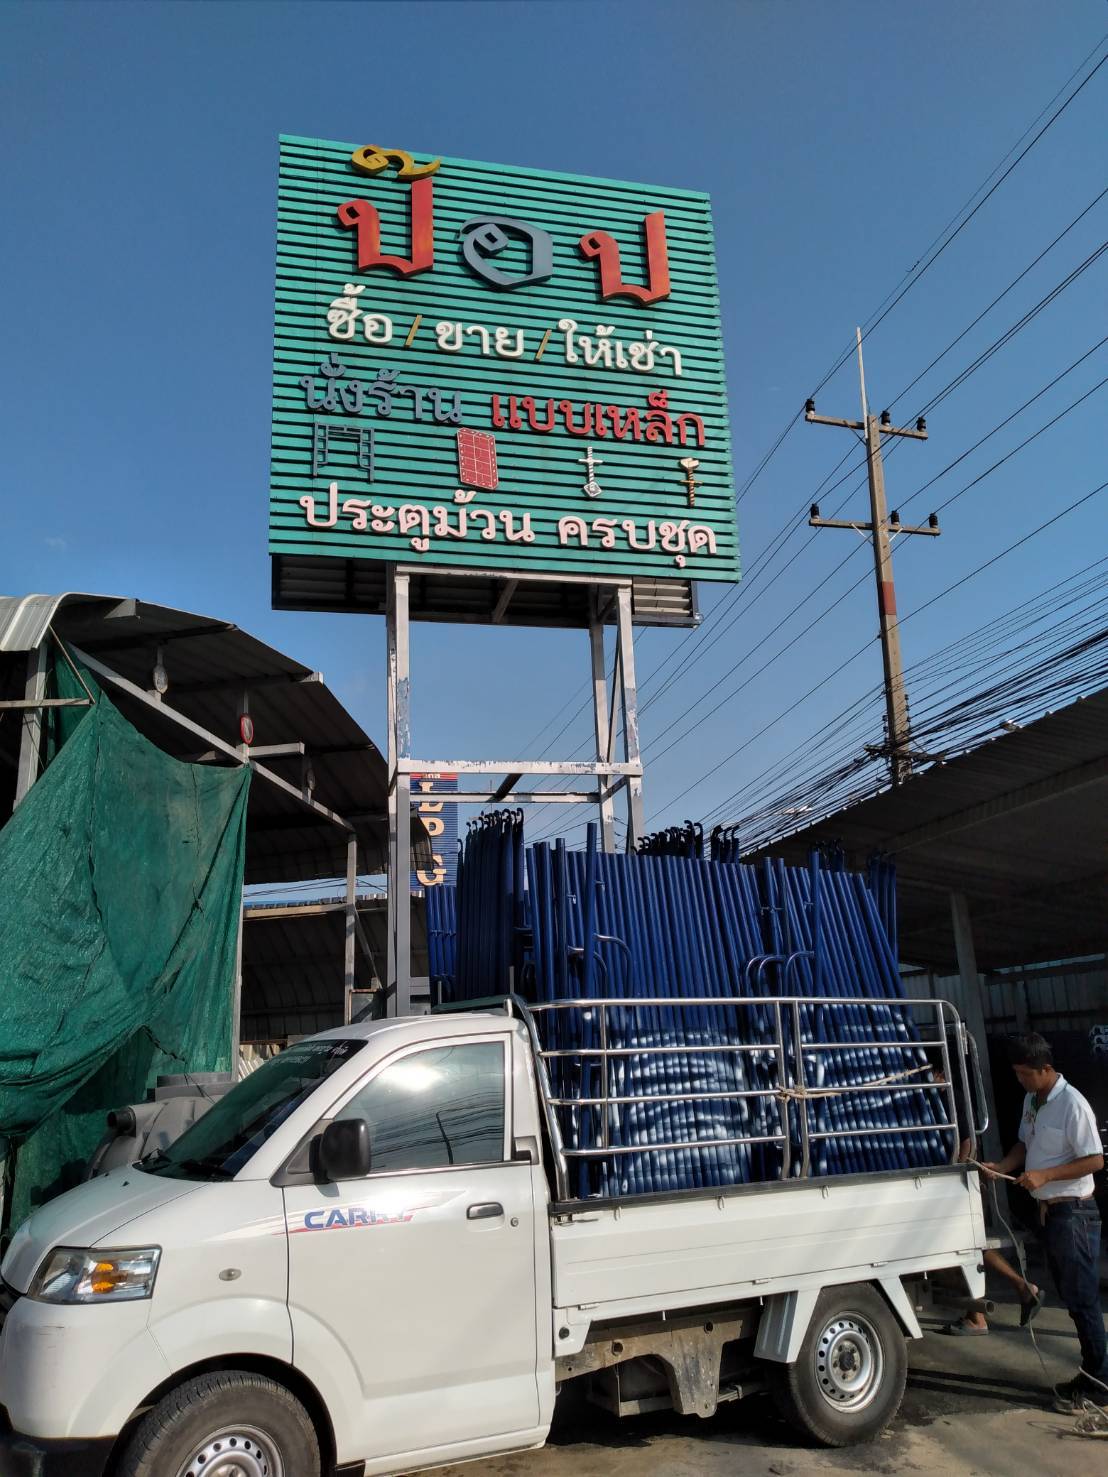 ป๊อป
ซื้อ / ขาย / ให้เช่า
นั่งร้าน แบบเหล็ก
ประตูม้วน ครบชุด
LPG
CARRY